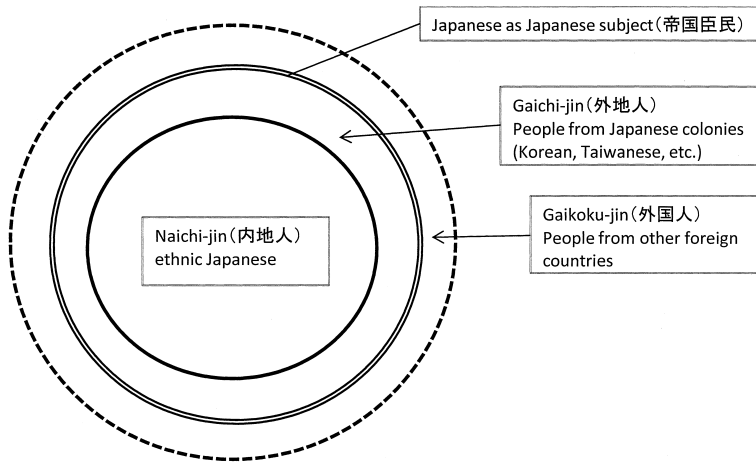 Japanese as Japanese subject（帝国臣民）
Gaichi-jin（外地人）
People from Japanese colonies
(Korean, Taiwanese, etc.)
Gaikoku-jin（外国人）
People from other foreign
countries
Naichi-jin（内地人）
ethnic Japanese